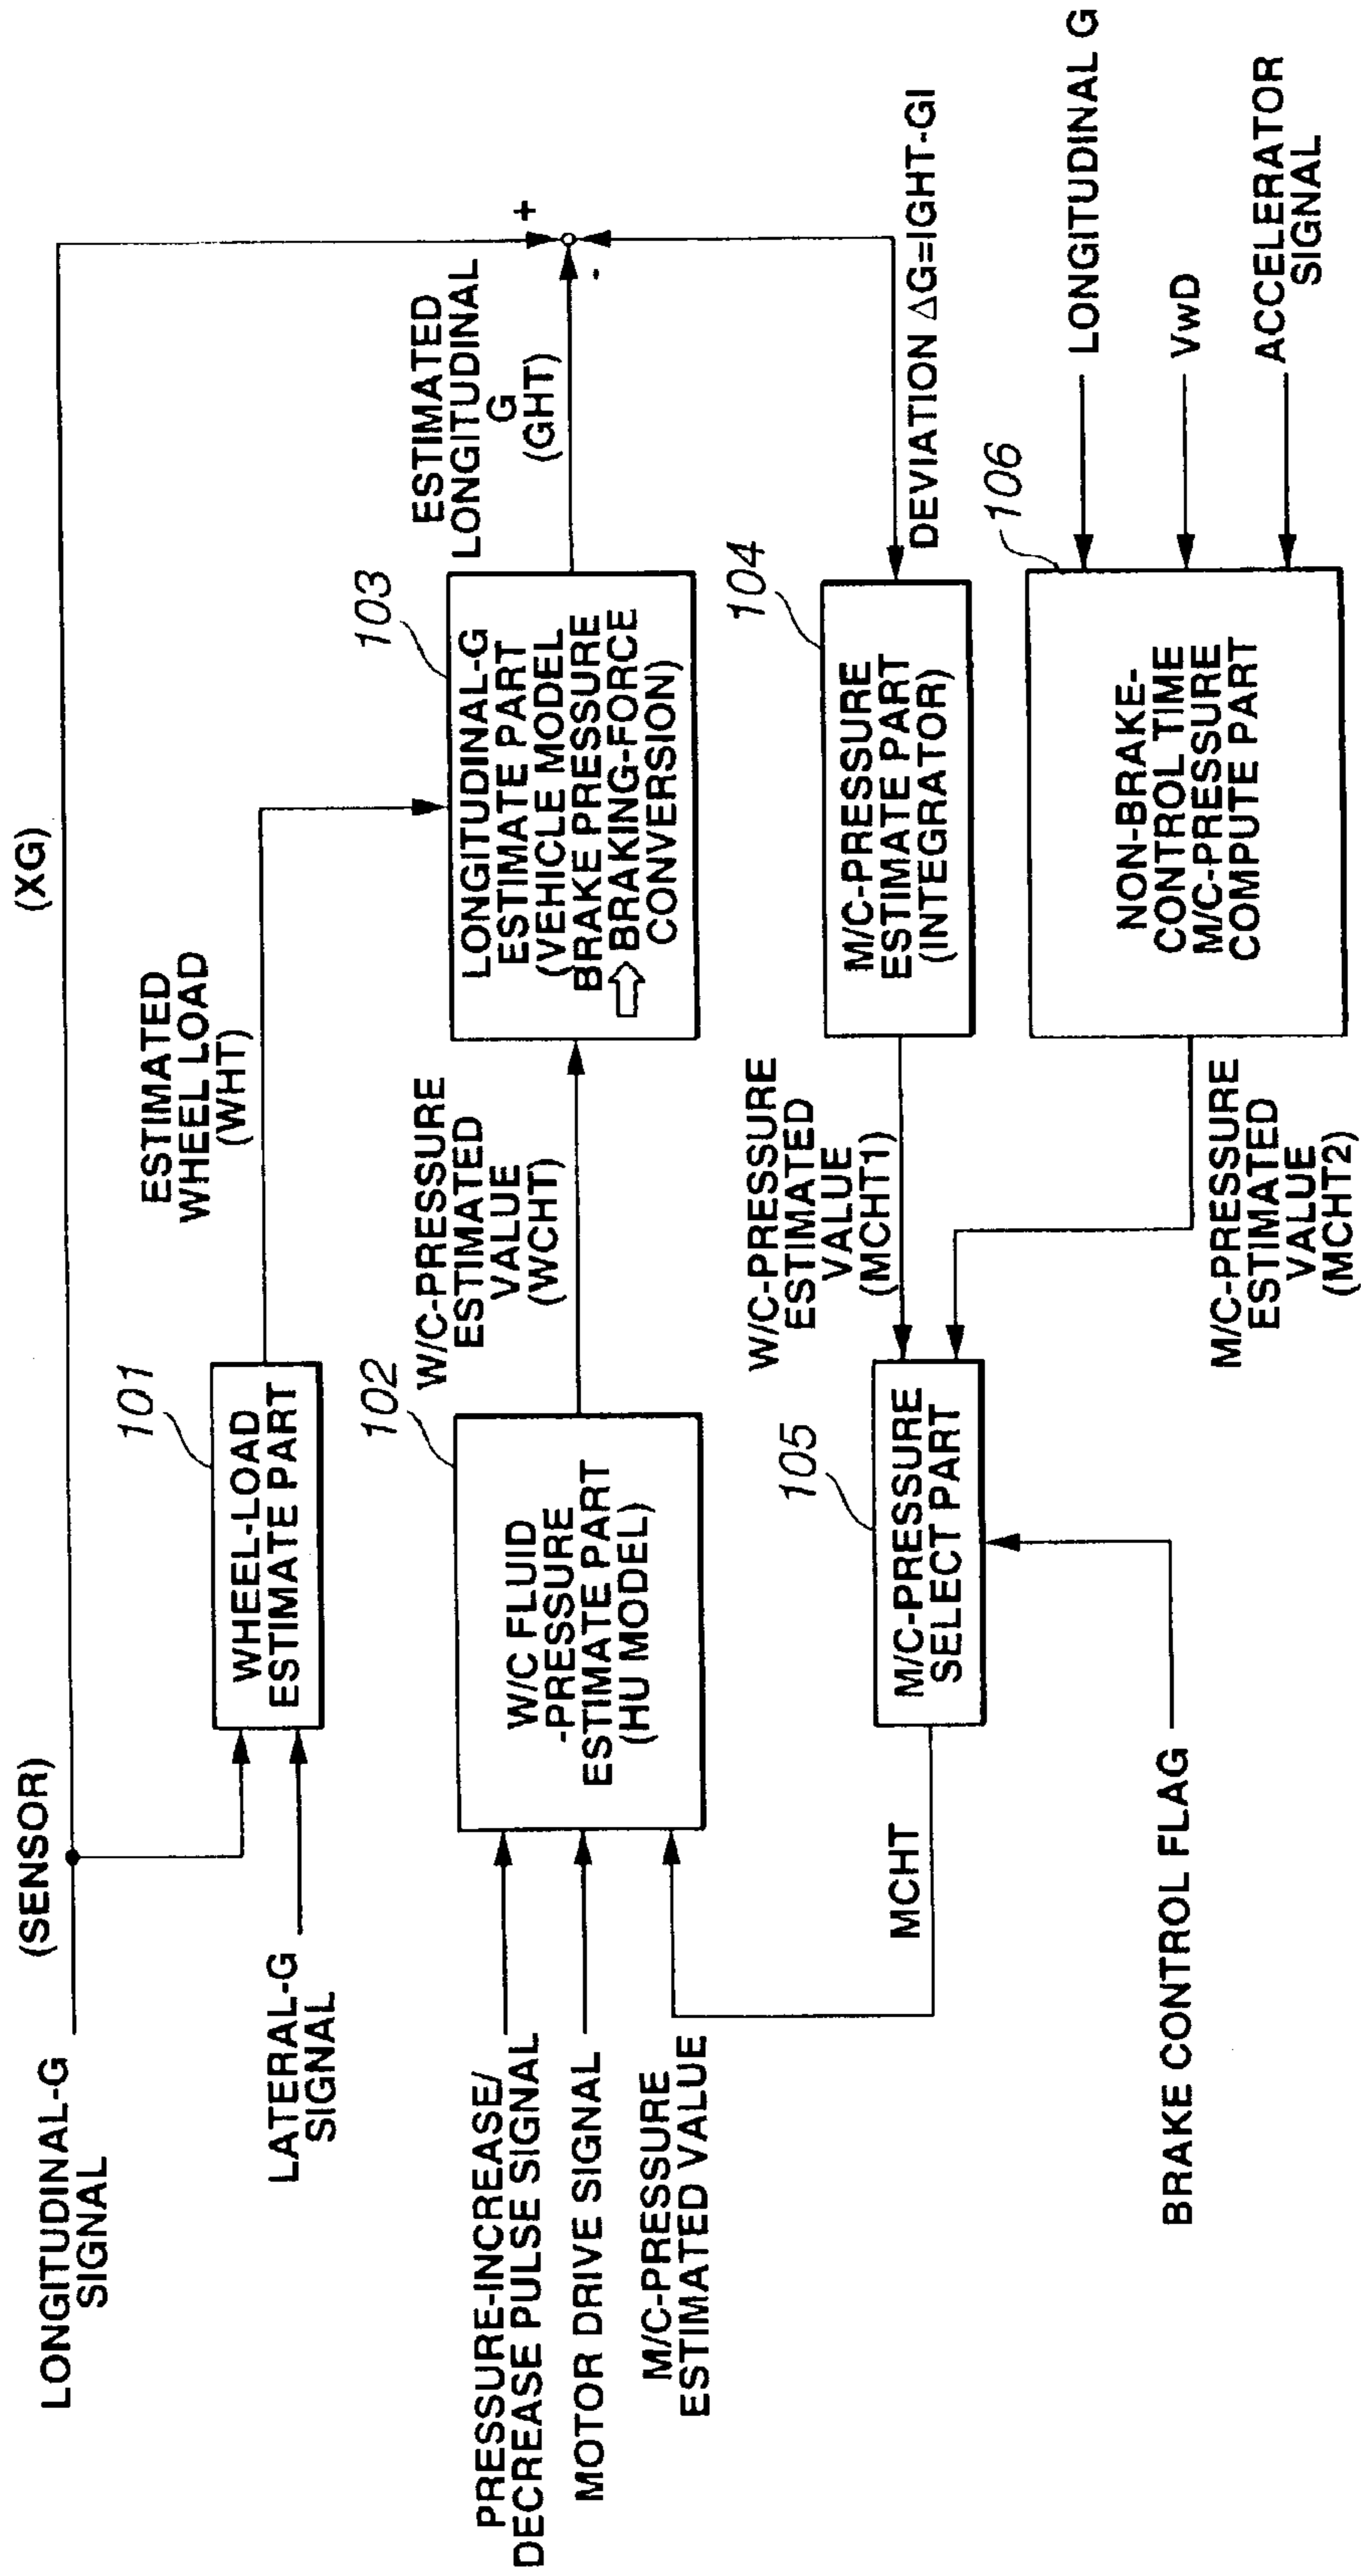 LONGITUDINAL-G
SIGNAL
(SENSOR)
(XG)
LATERAL-G
SIGNAL
101
WHEEL-LOAD
ESTIMATE PART
ESTIMATED
WHEEL LOAD
(WHT)
PRESSURE-INCREASE/
DECREASE PULSE SIGNAL
MOTOR DRIVE SIGNAL
M/C-PRESSURE
ESTIMATED VALUE
102
W/C FLUID
-PRESSURE
ESTIMATE PART
(HU MODEL)
W/C-PRESSURE
ESTIMATED
VALUE
(WCHT)
103
LONGITUDINAL-G
ESTIMATE PART
(VEHICLE MODEL
BRAKE PRESSURE
⇨ BRAKING-FORCE
CONVERSION)
ESTIMATED
LONGITUDINAL
G
(GHT)
+
-
MCHT
105
M/C-PRESSURE
SELECT PART
W/C-PRESSURE
ESTIMATED
VALUE
(MCHT1)
104
M/C-PRESSURE
ESTIMATE PART
(INTEGRATOR)
DEVIATION △G=IGHT-GI
BRAKE CONTROL FLAG
M/C-PRESSURE
ESTIMATED
VALUE
(MCHT2)
106
NON-BRAKE-
CONTROL TIME
M/C-PRESSURE
COMPUTE PART
LONGITUDINAL G
VwD
ACCELERATOR
SIGNAL